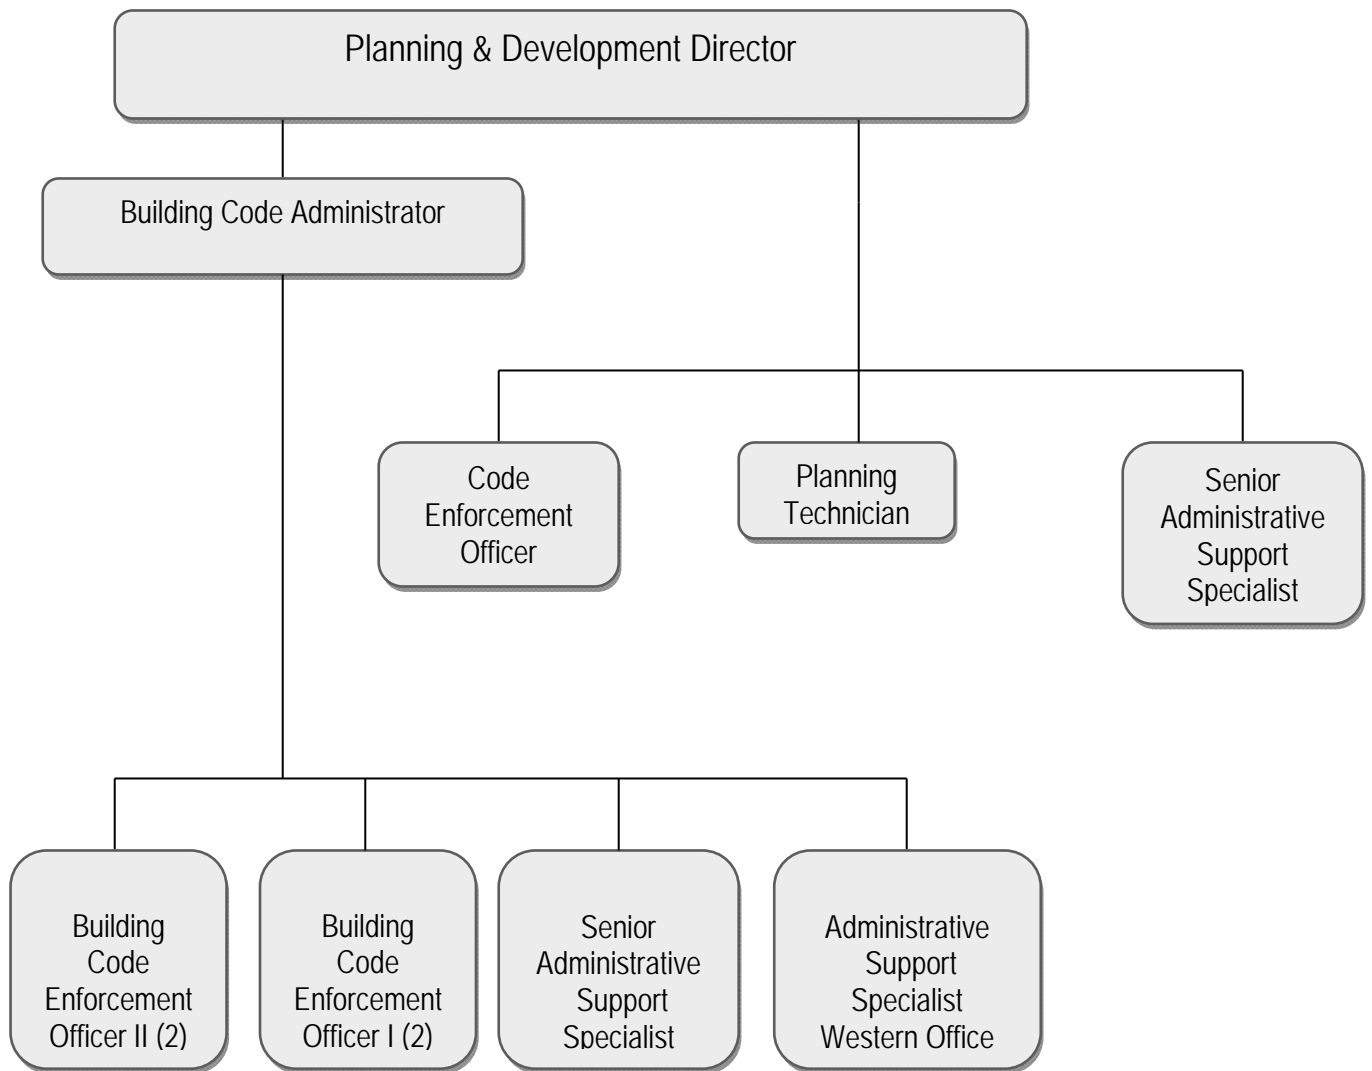 Planning & Development Director
Building Code Administrator
Code
Enforcement
Officer
Planning
Technician
Senior
Administrative
Support
Specialist
Building
Code
Enforcement
Officer II (2)
Building
Code
Enforcement
Officer I (2)
Senior
Administrative
Support
Specialist
Administrative
Support
Specialist
Western Office